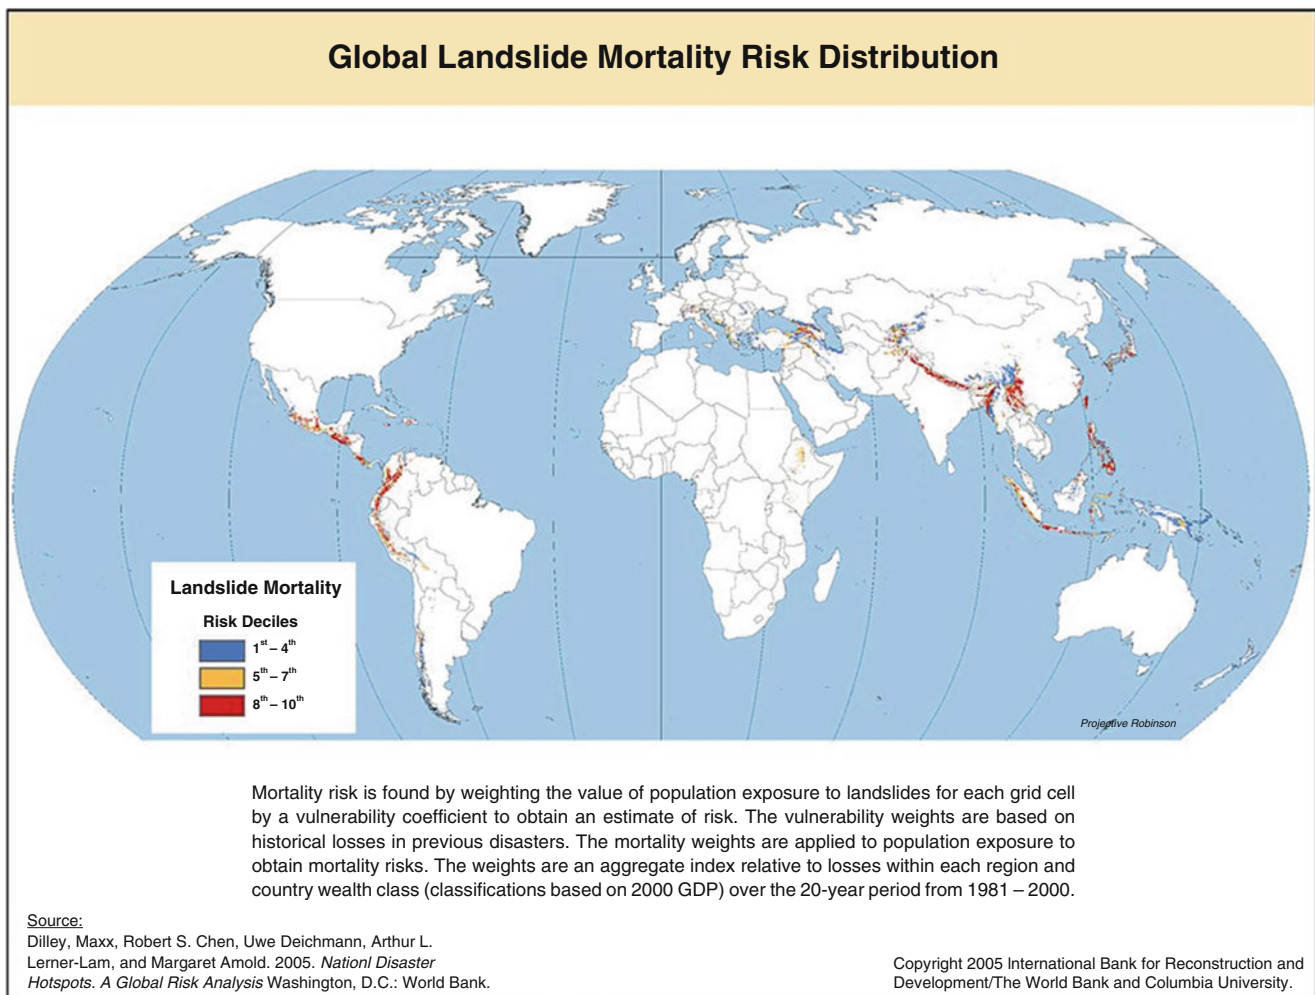 Global Landslide Mortality Risk Distribution
Landslide Mortality
Risk Deciles
1st – 4th
5th – 7th
8th – 10th
Projective Robinson
Mortality risk is found by weighting the value of population exposure to landslides for each grid cell
by a vulnerability coefficient to obtain an estimate of risk. The vulnerability weights are based on
historical losses in previous disasters. The mortality weights are applied to population exposure to
obtain mortality risks. The weights are an aggregate index relative to losses within each region and
country wealth class (classifications based on 2000 GDP) over the 20-year period from 1981 – 2000.
Source:
Dilley, Maxx, Robert S. Chen, Uwe Deichmann, Arthur L.
Lerner-Lam, and Margaret Arnold. 2005. Nationl Disaster
Hotspots. A Global Risk Analysis Washington, D.C.: World Bank.
Copyright 2005 International Bank for Reconstruction and
Development/The World Bank and Columbia University.